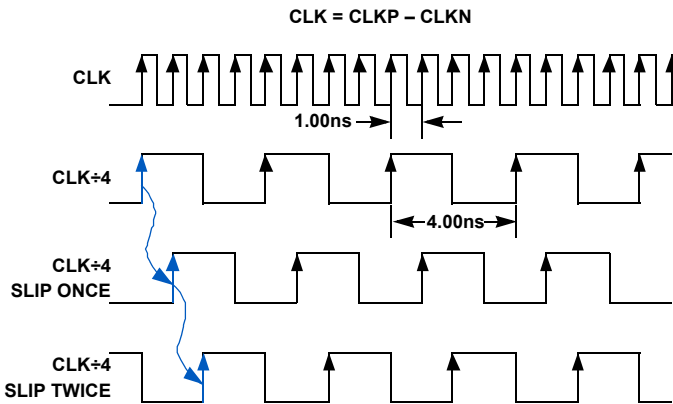 CLK = CLKP – CLKN
CLK
1.00ns
CLK÷4
4.00ns
CLK÷4
SLIP ONCE
CLK÷4
SLIP TWICE